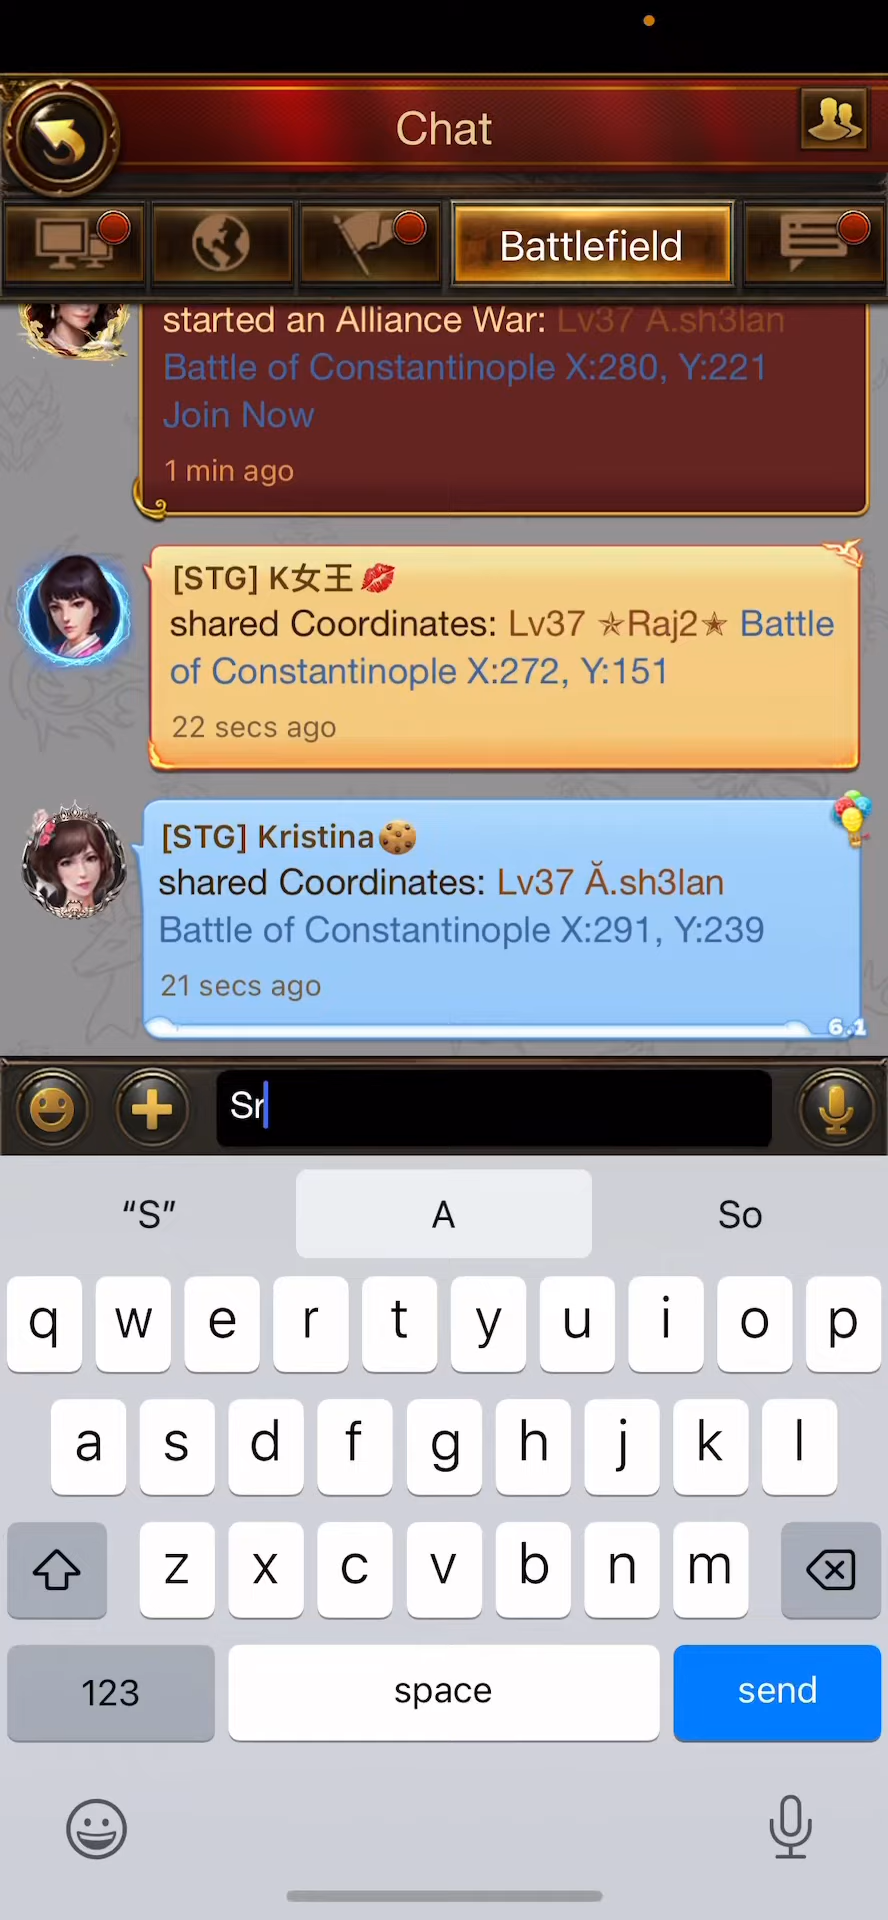 Chat
Battlefield
started an Alliance War: Lv37 Ă.sh3lan
Battle of Constantinople X:280, Y:221
Join Now
1 min ago
[STG] K女王💋
shared Coordinates: Lv37 ✯Raj2★ Battle
of Constantinople X:272, Y:151
22 secs ago
[STG] Kristina🍪
shared Coordinates: Lv37 Ă.sh3lan
Battle of Constantinople X:291, Y:239
21 secs ago
6.1
Sr
“S” A So
q w e r t y u i o p
a s d f g h j k l
z x c v b n m
123 space send